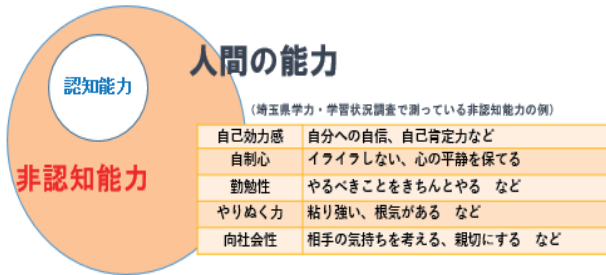 人間の能力
認知能力
非認知能力
(埼玉県学力・学習状況調査で測っている非認知能力の例)
自己効力感 自分への自信、自己肯定力など
自制心 イライラしない、心の平静を保てる
勤勉性 やるべきことをきちんとやる など
やりぬく力 粘り強い、根気がある など
向社会性 相手の気持ちを考える、親切にする など